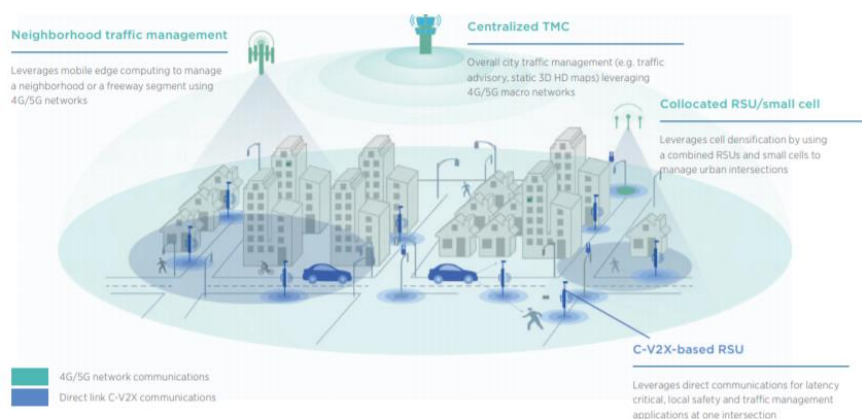 Neighborhood traffic management
Leverages mobile edge computing to manage
a neighborhood or a freeway segment using
4G/5G networks
Centralized TMC
Overall city traffic management (e.g. traffic
advisory, static 3D HD maps) leveraging
4G/5G macro networks
Collocated RSU/small cell
Leverages cell densification by using
a combined RSUs and small cells to
manage urban intersections
C-V2X-based RSU
Leverages direct communications for latency
critical, local safety and traffic management
applications at one intersection
4G/5G network communications
Direct link C-V2X communications